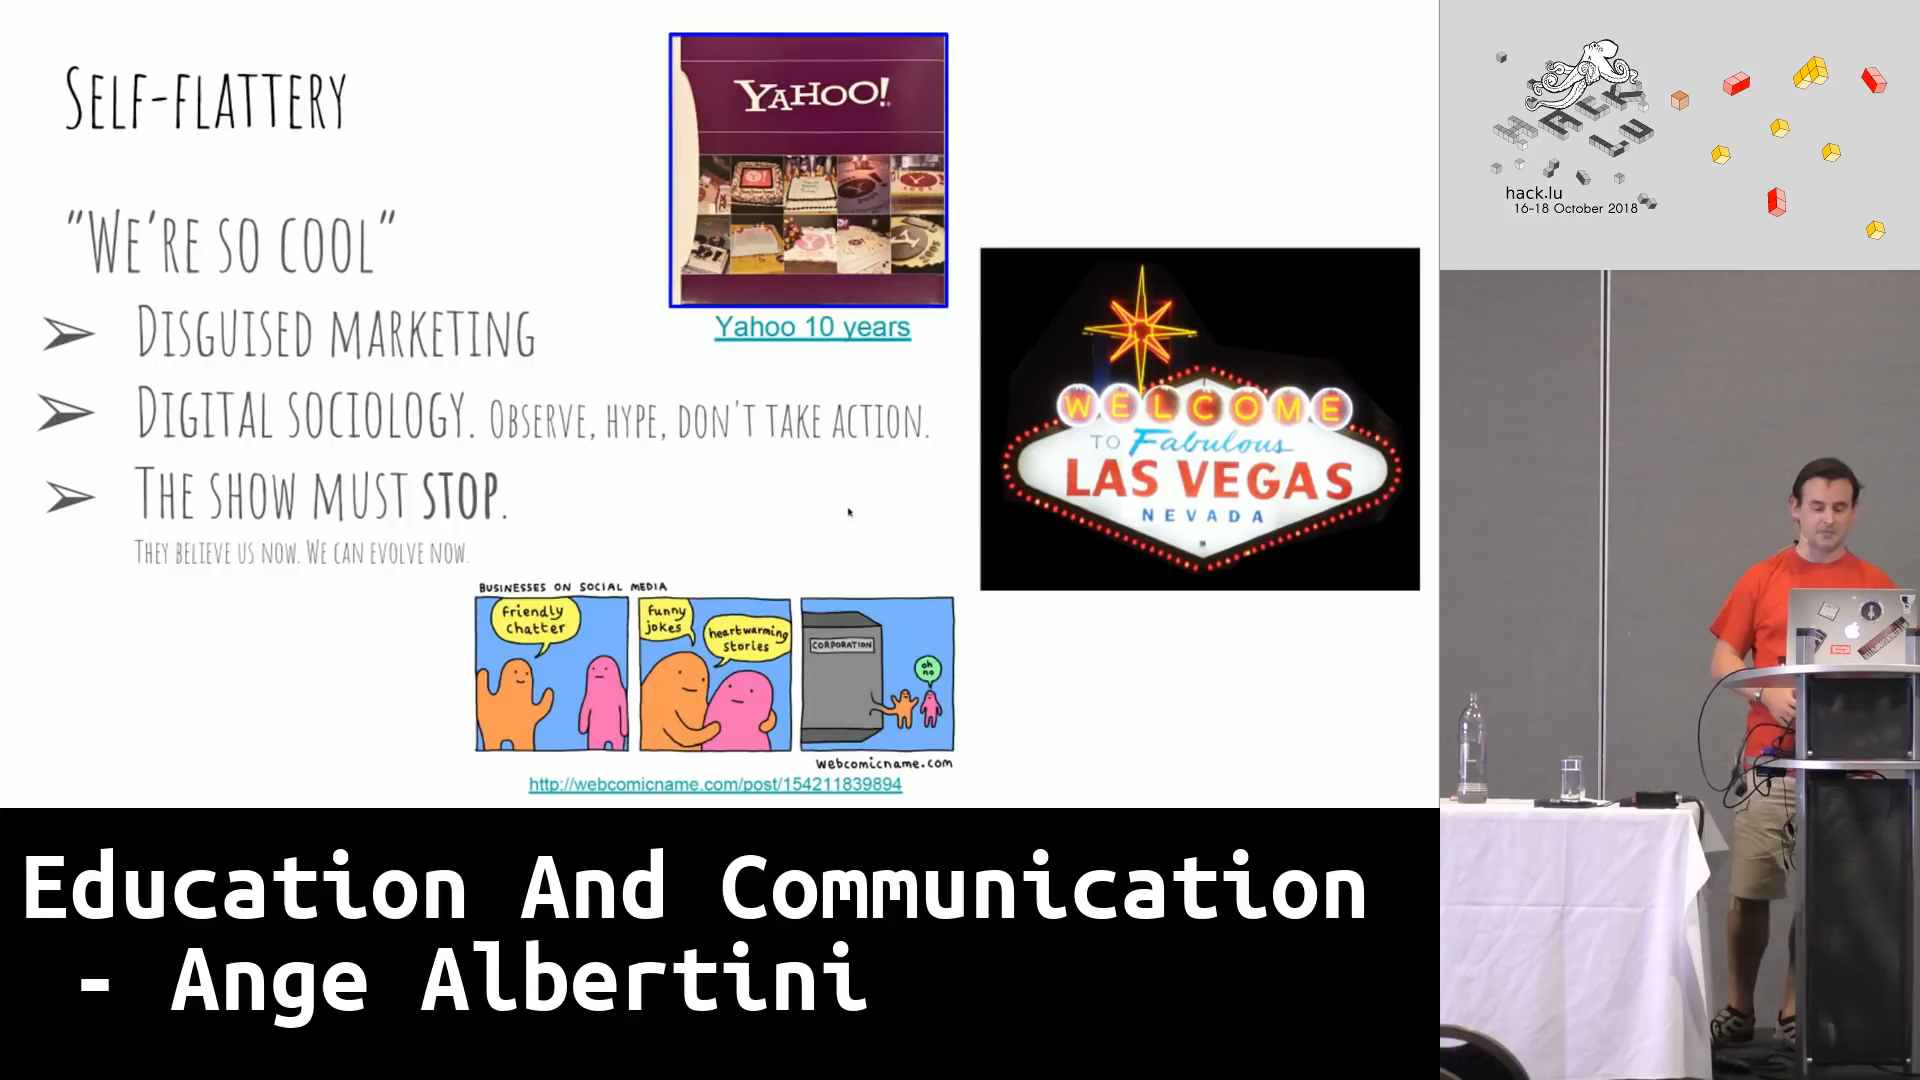 Self-flattery
"We're so cool"
➢ Disguised marketing
➢ Digital sociology. Observe, hype, don't take action.
➢ The show must stop.
They believe us now. We can evolve now.
YAHOO!
Yahoo 10 years
WELCOME
TO Fabulous
LAS VEGAS
NEVADA
BUSINESSES ON SOCIAL MEDIA
friendly
chatter
funny
jokes
heartwarming
stories
CORPORATION
oh
no
webcomicname.com
http://webcomicname.com/post/154211839894
HACK
LU
hack.lu
16-18 October 2018
Education And Communication
- Ange Albertini